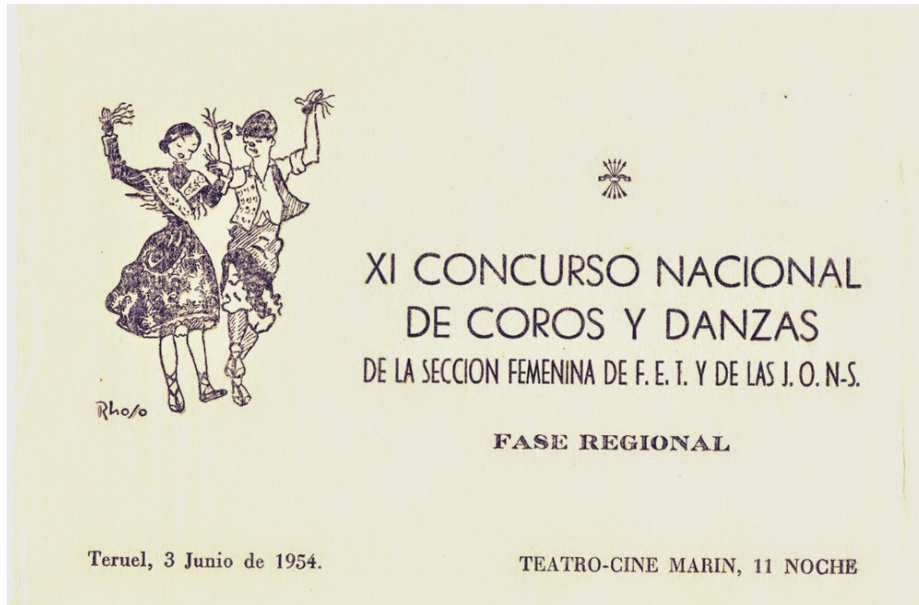 XI CONCURSO NACIONAL
DE COROS Y DANZAS
DE LA SECCION FEMENINA DE F. E. T. Y DE LAS J. O. N-S.
FASE REGIONAL
Teruel, 3 Junio de 1954.
TEATRO-CINE MARIN, 11 NOCHE